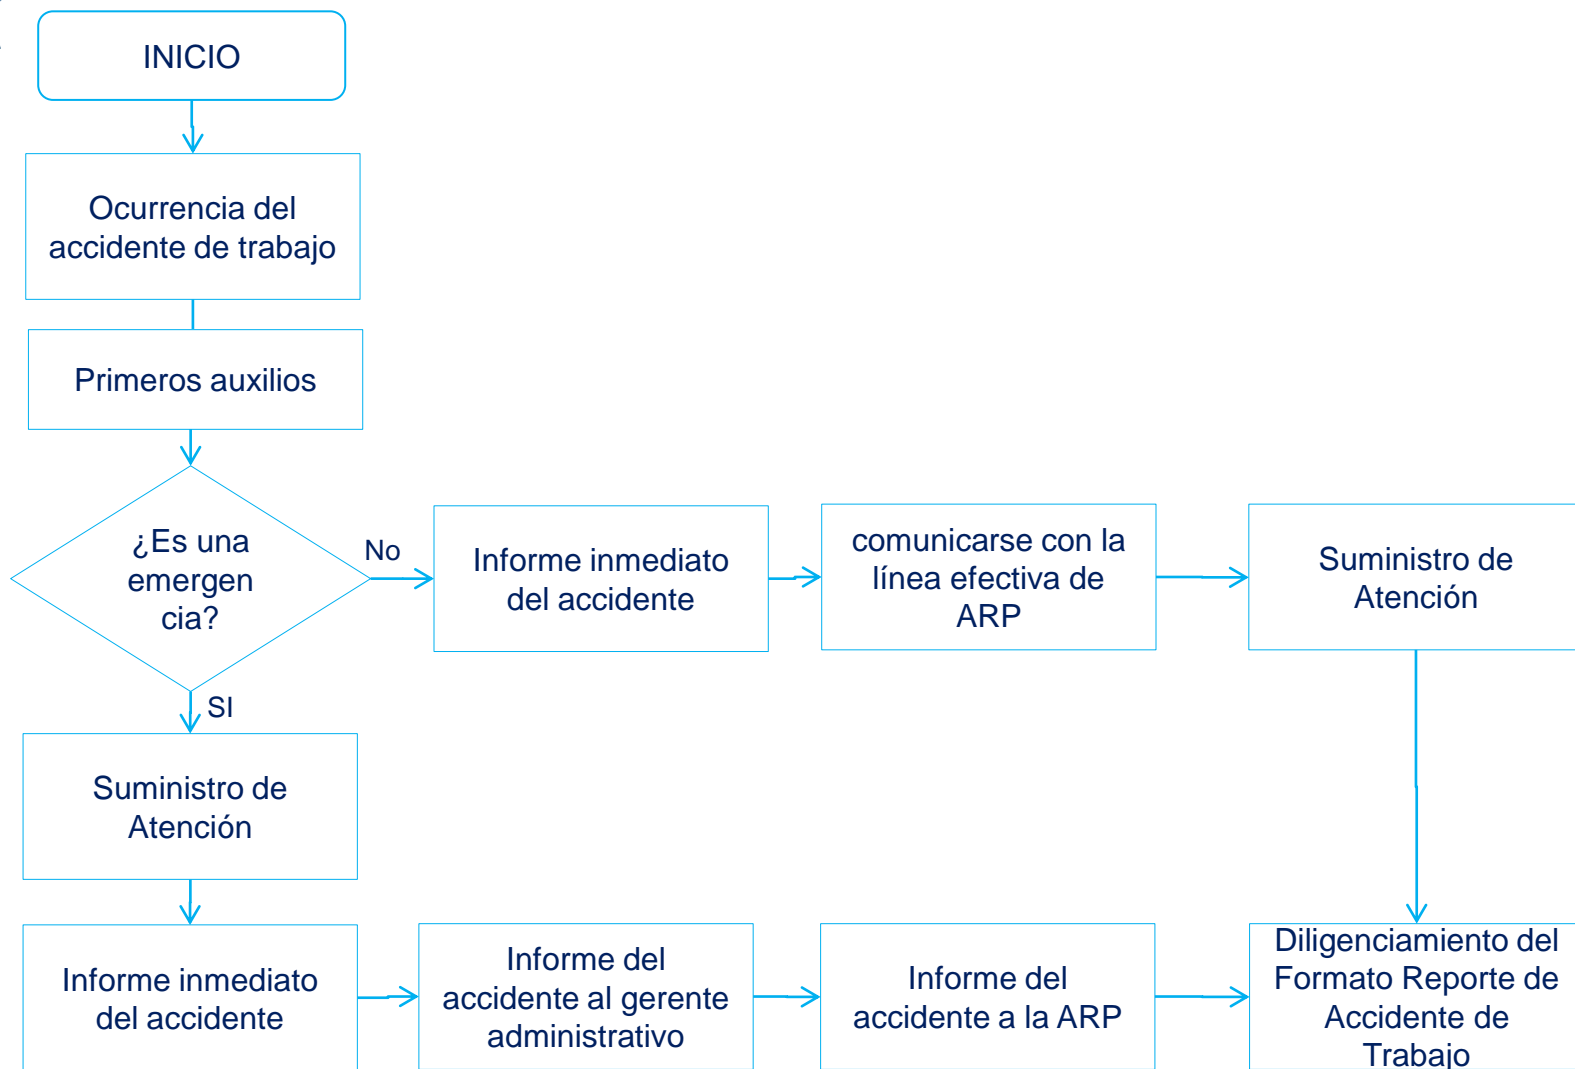 INICIO
Ocurrencia del
accidente de trabajo
Primeros auxilios
¿Es una
emergen
cia?
No
Informe inmediato
del accidente
comunicarse con la
línea efectiva de
ARP
Suministro de
Atención
SI
Suministro de
Atención
Informe inmediato
del accidente
Informe del
accidente al gerente
administrativo
Informe del
accidente a la ARP
Diligenciamiento del
Formato Reporte de
Accidente de
Trabajo